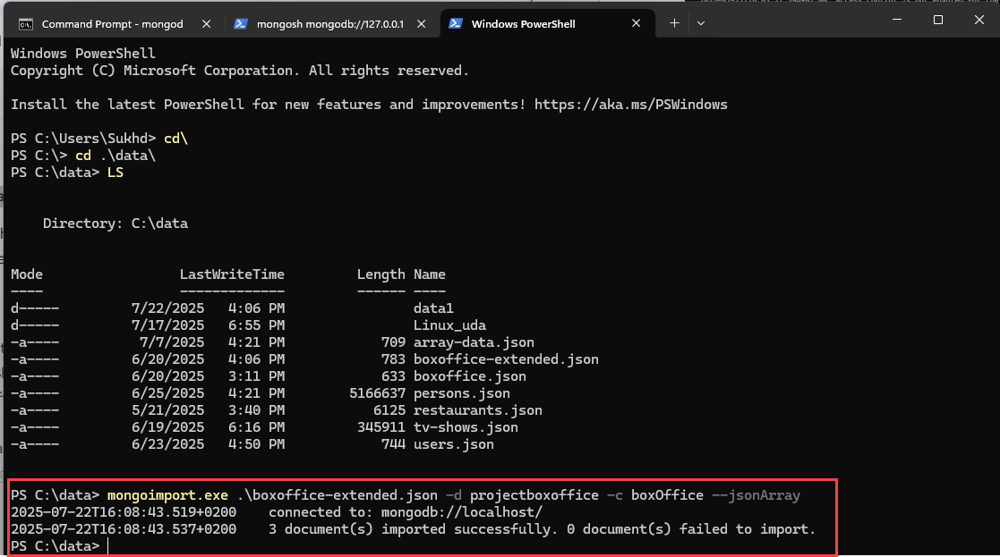 Command Prompt - mongod
mongosh mongodb://127.0.0.1
Windows PowerShell
Windows PowerShell
Copyright (C) Microsoft Corporation. All rights reserved.
Install the latest PowerShell for new features and improvements! https://aka.ms/PSWindows
PS C:\Users\Sukhd> cd\
PS C:\> cd .\data\
PS C:\data> LS
Directory: C:\data
Mode LastWriteTime Length Name
---- ------------- ------ ----
d----- 7/22/2025 4:06 PM data1
d----- 7/17/2025 6:55 PM Linux_uda
-a---- 7/7/2025 4:21 PM 709 array-data.json
-a---- 6/20/2025 4:06 PM 783 boxoffice-extended.json
-a---- 6/20/2025 3:11 PM 633 boxoffice.json
-a---- 6/25/2025 4:21 PM 5166637 persons.json
-a---- 5/21/2025 3:40 PM 6125 restaurants.json
-a---- 6/19/2025 6:16 PM 345911 tv-shows.json
-a---- 6/23/2025 4:50 PM 744 users.json
PS C:\data> mongoimport.exe .\boxoffice-extended.json -d projectboxoffice -c boxOffice --jsonArray
2025-07-22T16:08:43.519+0200 connected to: mongodb://localhost/
2025-07-22T16:08:43.537+0200 3 document(s) imported successfully. 0 document(s) failed to import.
PS C:\data>